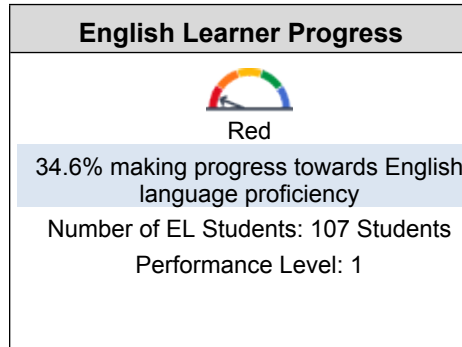 English Learner Progress
Red
34.6% making progress towards English
language proficiency
Number of EL Students: 107 Students
Performance Level: 1